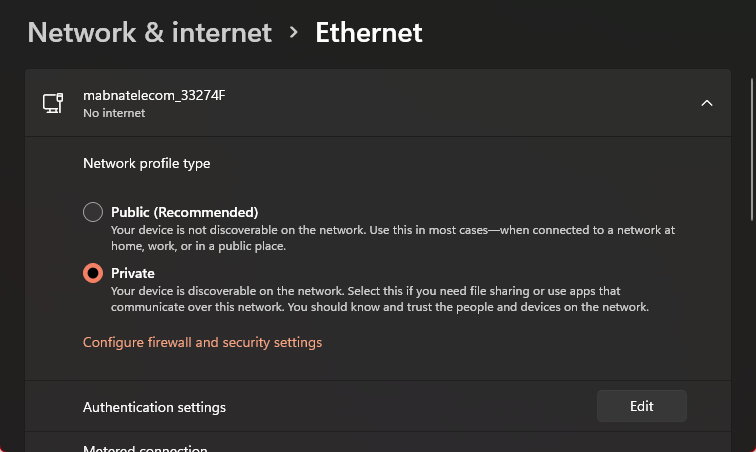 Network & internet > Ethernet
mabnatelecom_33274F
No internet
Network profile type
Public (Recommended)
Your device is not discoverable on the network. Use this in most cases—when connected to a network at
home, work, or in a public place.
Private
Your device is discoverable on the network. Select this if you need file sharing or use apps that
communicate over this network. You should know and trust the people and devices on the network.
Configure firewall and security settings
Authentication settings
Edit
Metered connection